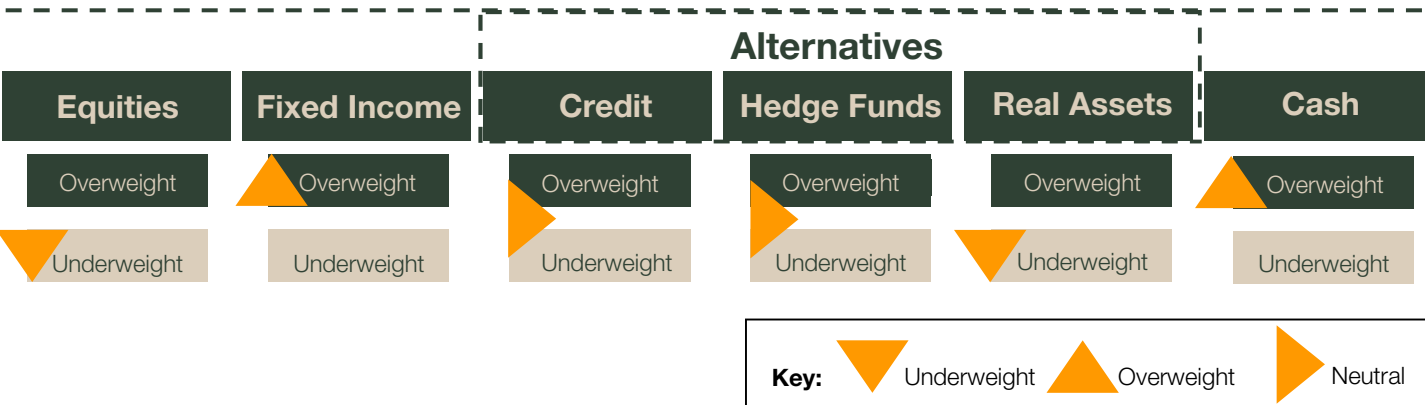 Alternatives
Equities Fixed Income Credit Hedge Funds Real Assets Cash
Overweight Overweight Overweight Overweight Overweight Overweight
Underweight Underweight Underweight Underweight Underweight Underweight
Key: Underweight Overweight Neutral